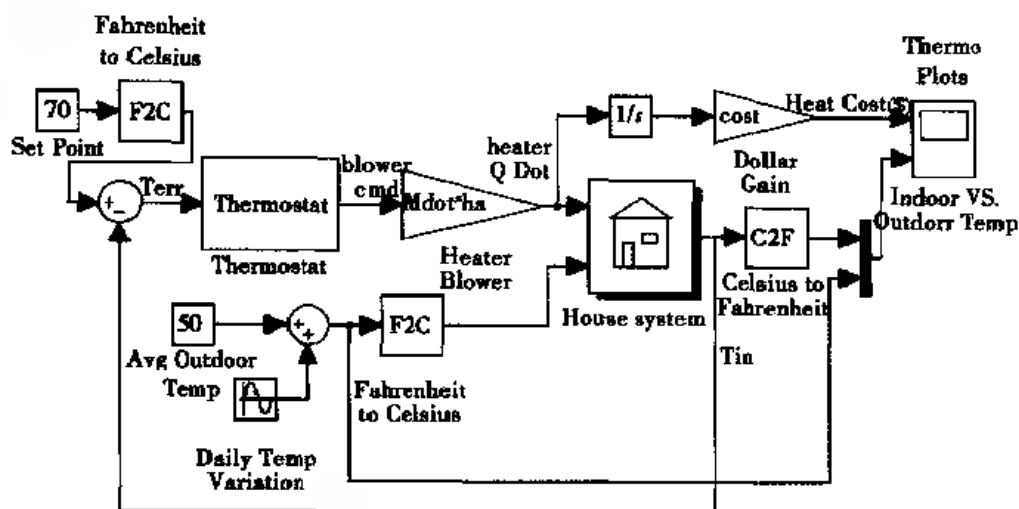 Fahrenheit
to Celsius
70
F2C
Set Point
Terr
Thermostat
Thermostat
blower
cmd
Mdot*ha
Heater
Blower
heater
Q Dot
1/s
cost
Dollar
Gain
Heat Cost($)
Thermo
Plots
Indoor VS.
Outdorr Temp
House system
C2F
Celsius to
Fahrenheit
Tin
50
Avg Outdoor
Temp
F2C
Fahrenheit
to Celsius
Daily Temp
Variation